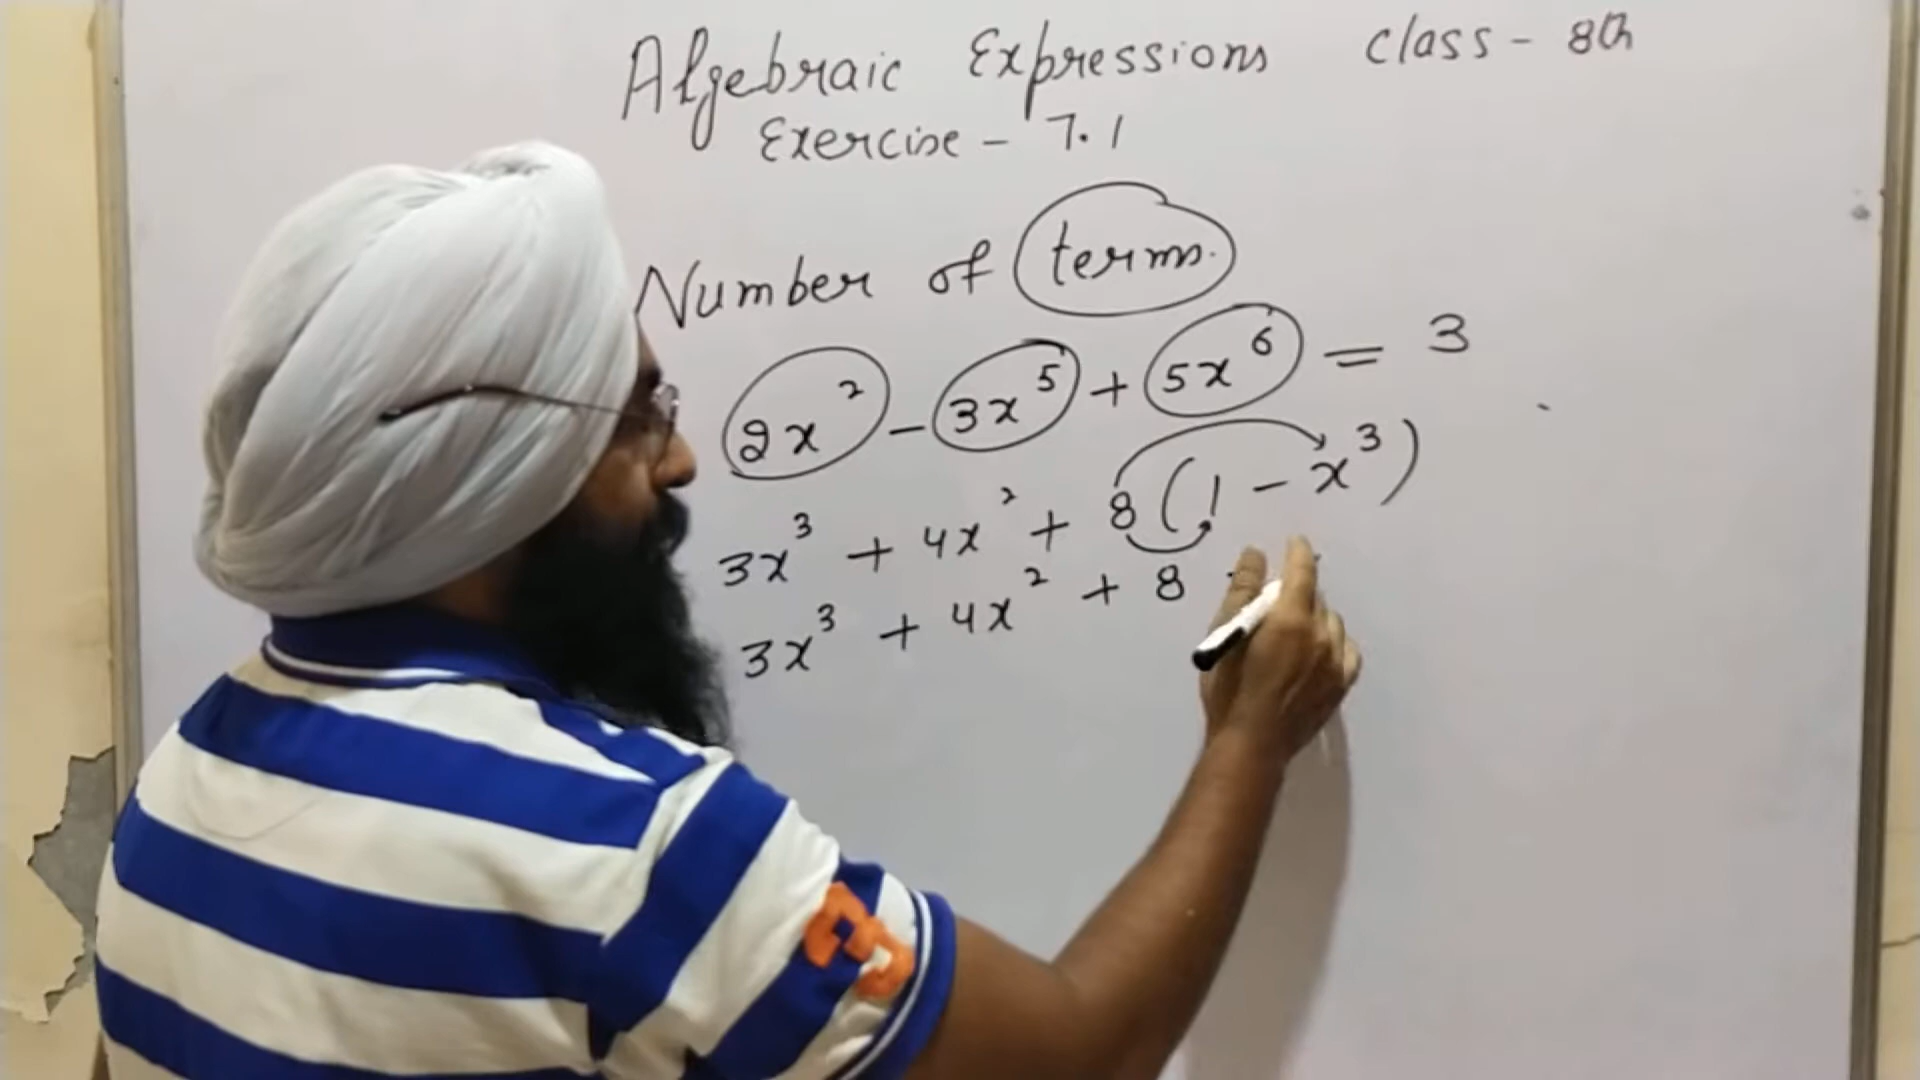 Algebraic Expressions Class - 8th
Exercise - 7.1
Number of terms.
2x² - 3x⁵ + 5x⁶ = 3
3x³ + 4x² + 8(1 - x³)
3x³ + 4x² + 8